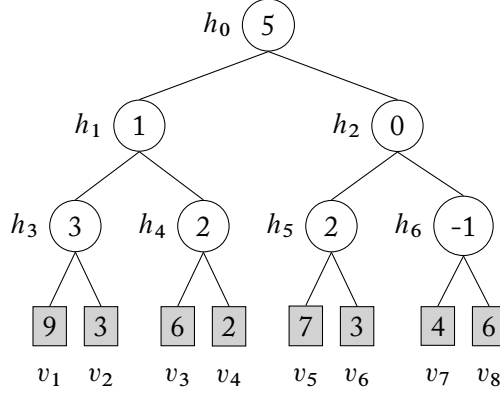 h₀ 5
h₁ 1 h₂ 0
h₃ 3 h₄ 2 h₅ 2 h₆ -1
9 3 6 2 7 3 4 6
v₁ v₂ v₃ v₄ v₅ v₆ v₇ v₈